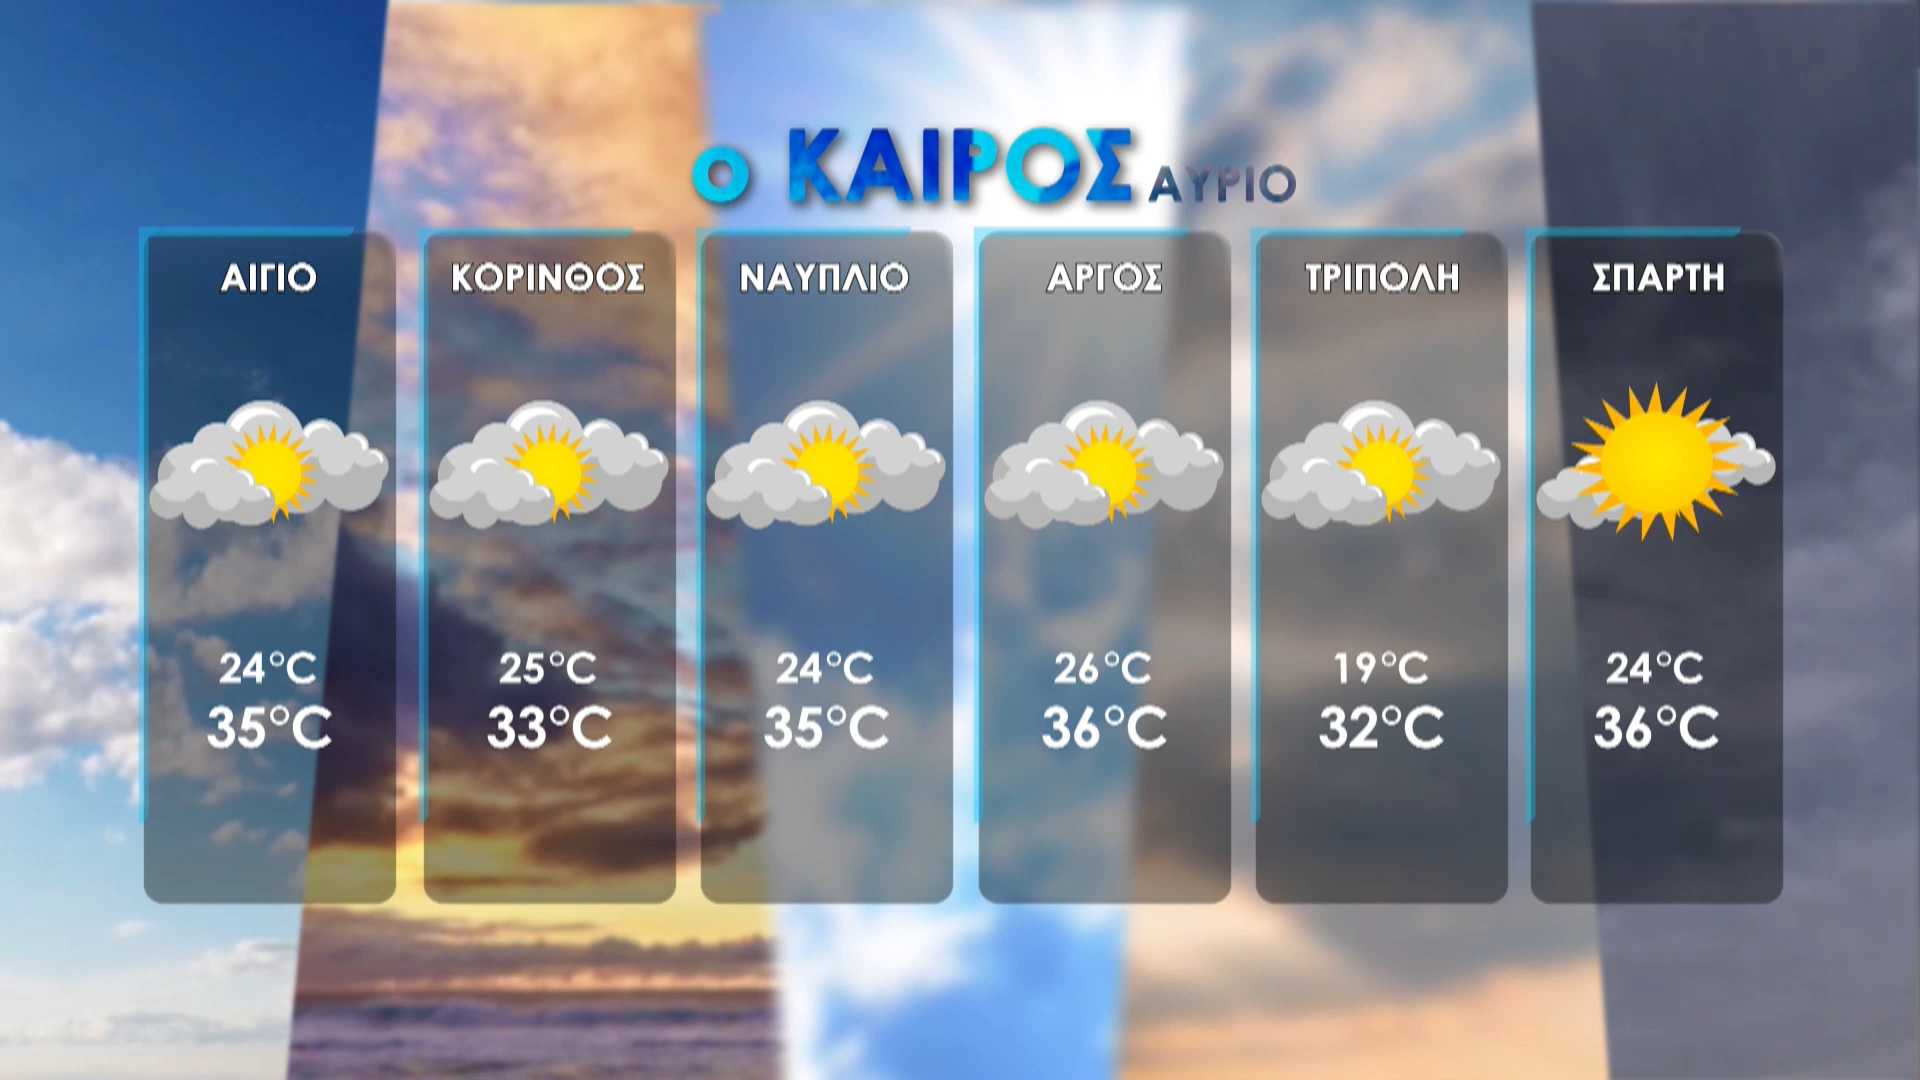 ο ΚΑΙΡΟΣ ΑΥΡΙΟ
ΑΙΓΙΟ
24°C
35°C
ΚΟΡΙΝΘΟΣ
25°C
33°C
ΝΑΥΠΛΙΟ
24°C
35°C
ΑΡΓΟΣ
26°C
36°C
ΤΡΙΠΟΛΗ
19°C
32°C
ΣΠΑΡΤΗ
24°C
36°C